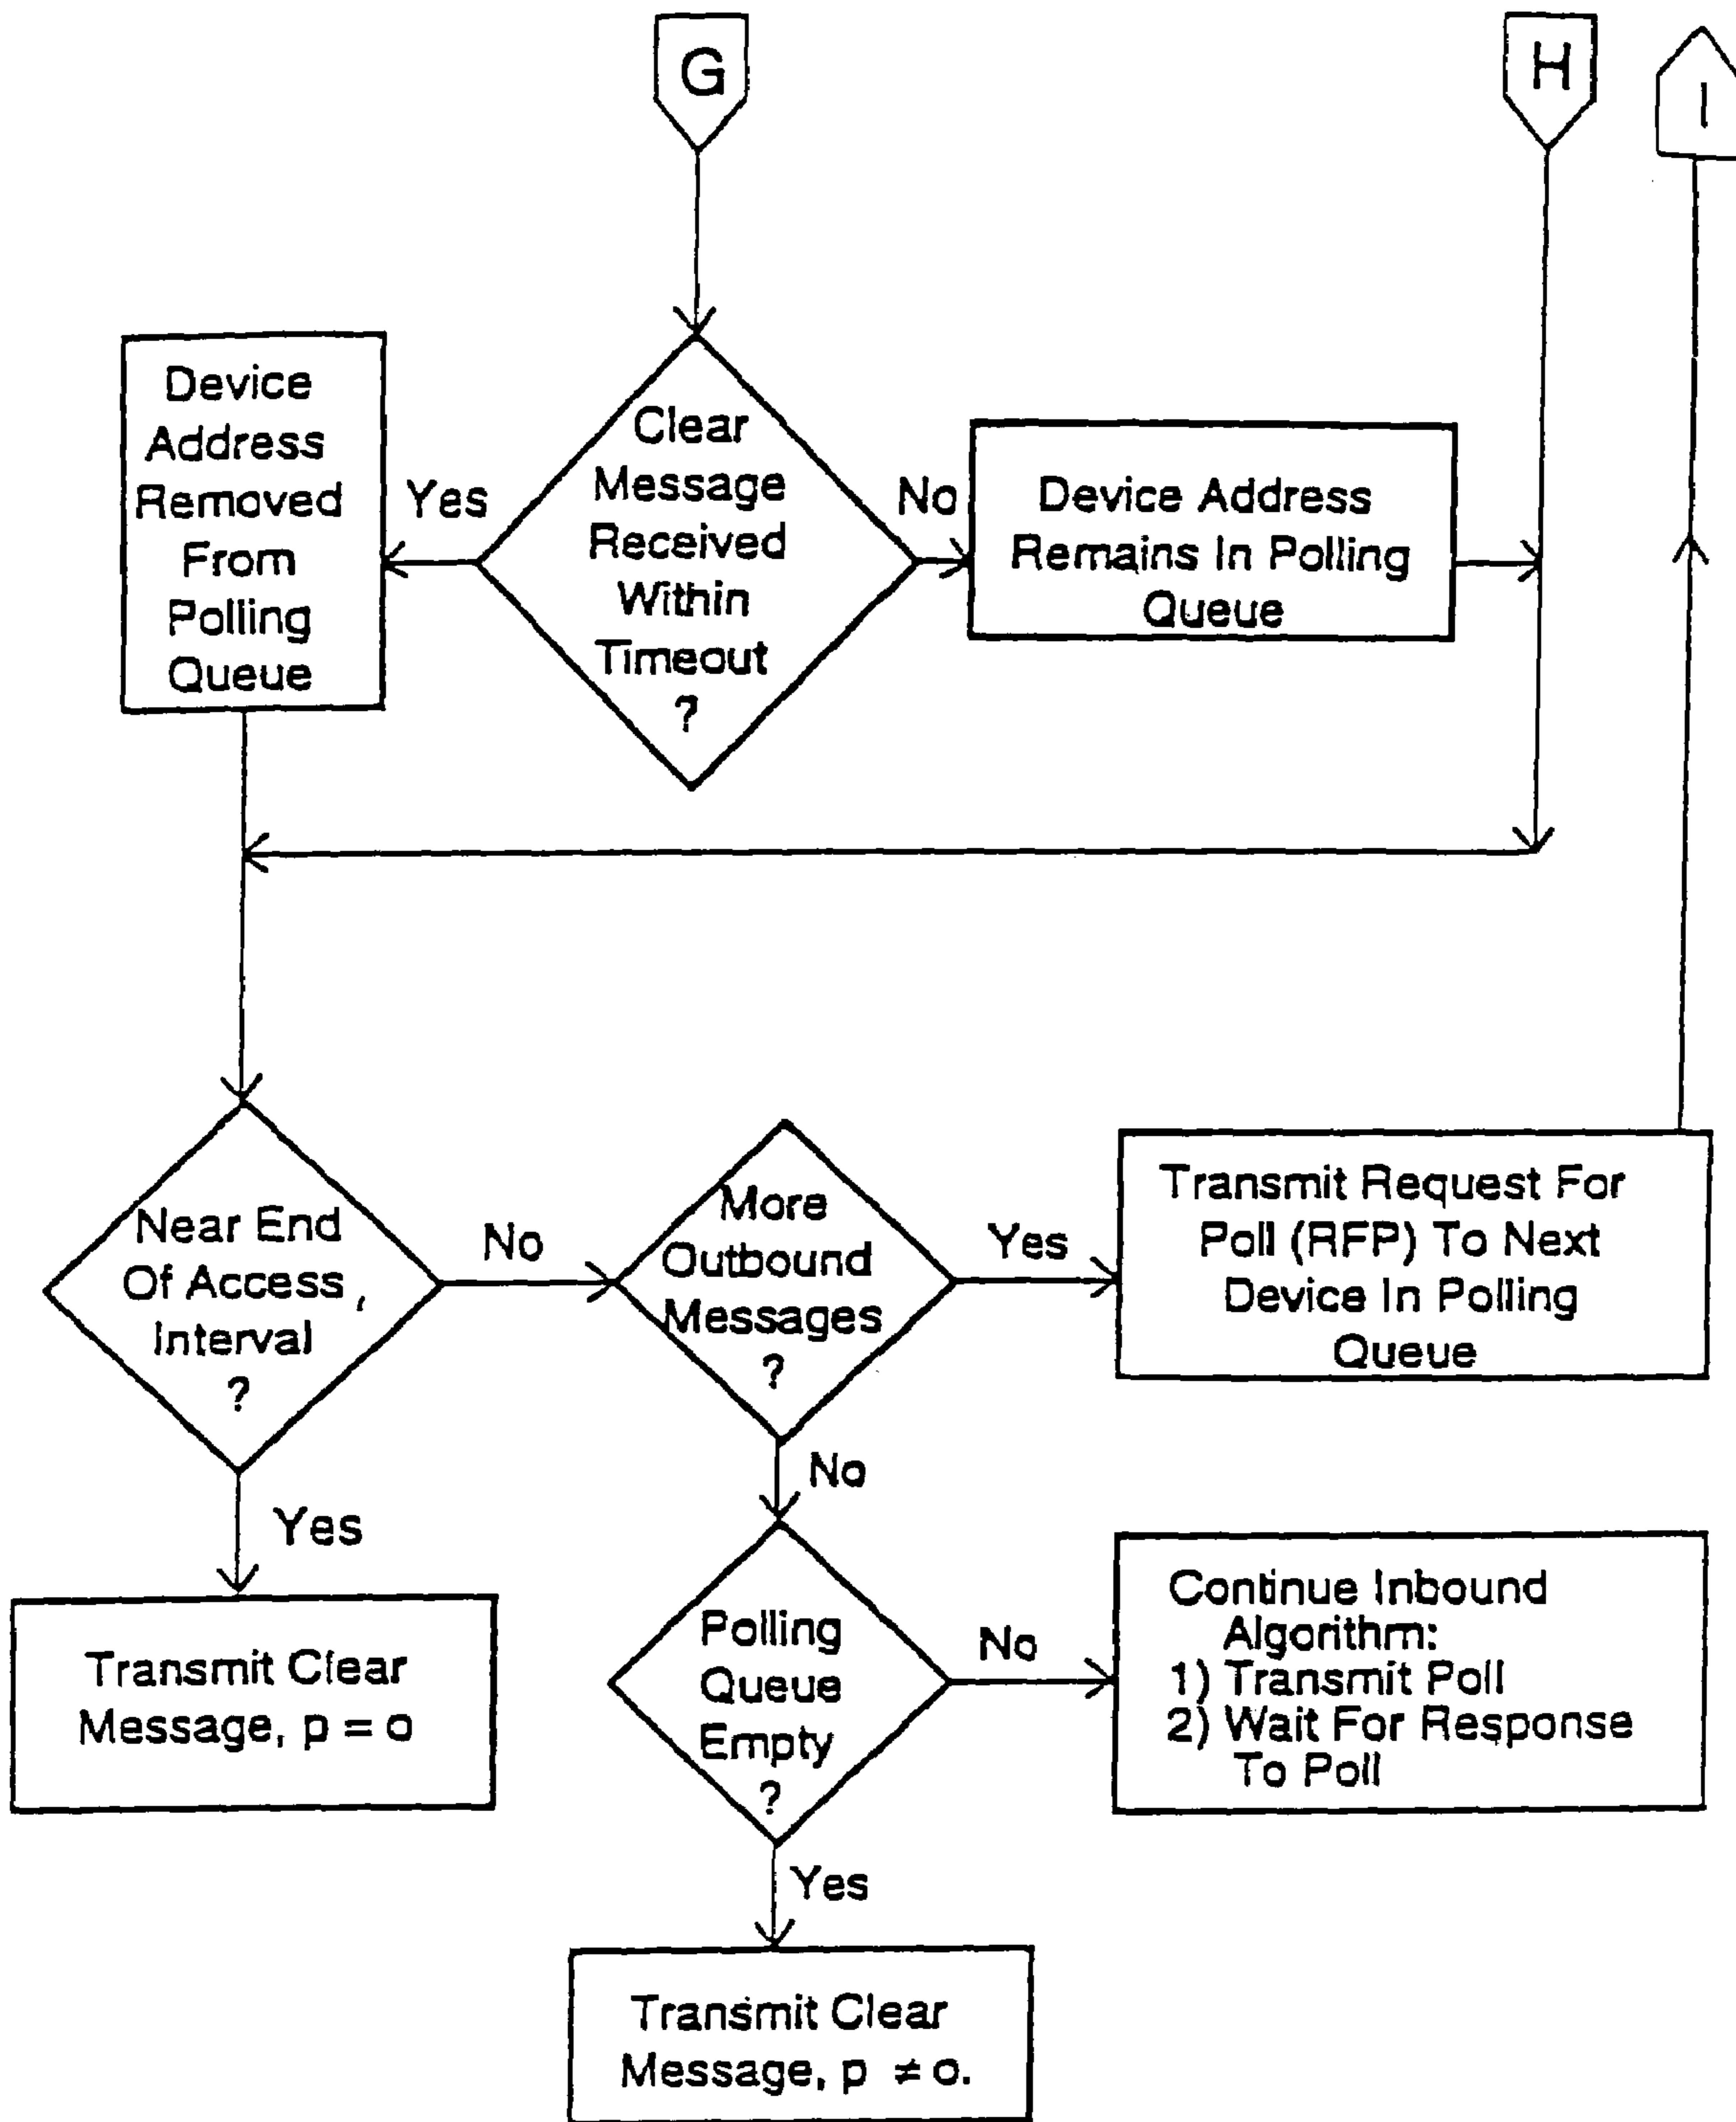 G
H
I
Device
Address
Removed
From
Polling
Queue
Yes
Clear
Message
Received
Within
Timeout
?
No
Device Address
Remains In Polling
Queue
Near End
Of Access,
Interval
?
No
More
Outbound
Messages
?
Yes
Transmit Request For
Poll (RFP) To Next
Device In Polling
Queue
No
Yes
Polling
Queue
Empty
?
No
Continue Inbound
Algorithm:
1) Transmit Poll
2) Wait For Response
To Poll
Transmit Clear
Message, p = o
Yes
Transmit Clear
Message, p ≠ o.